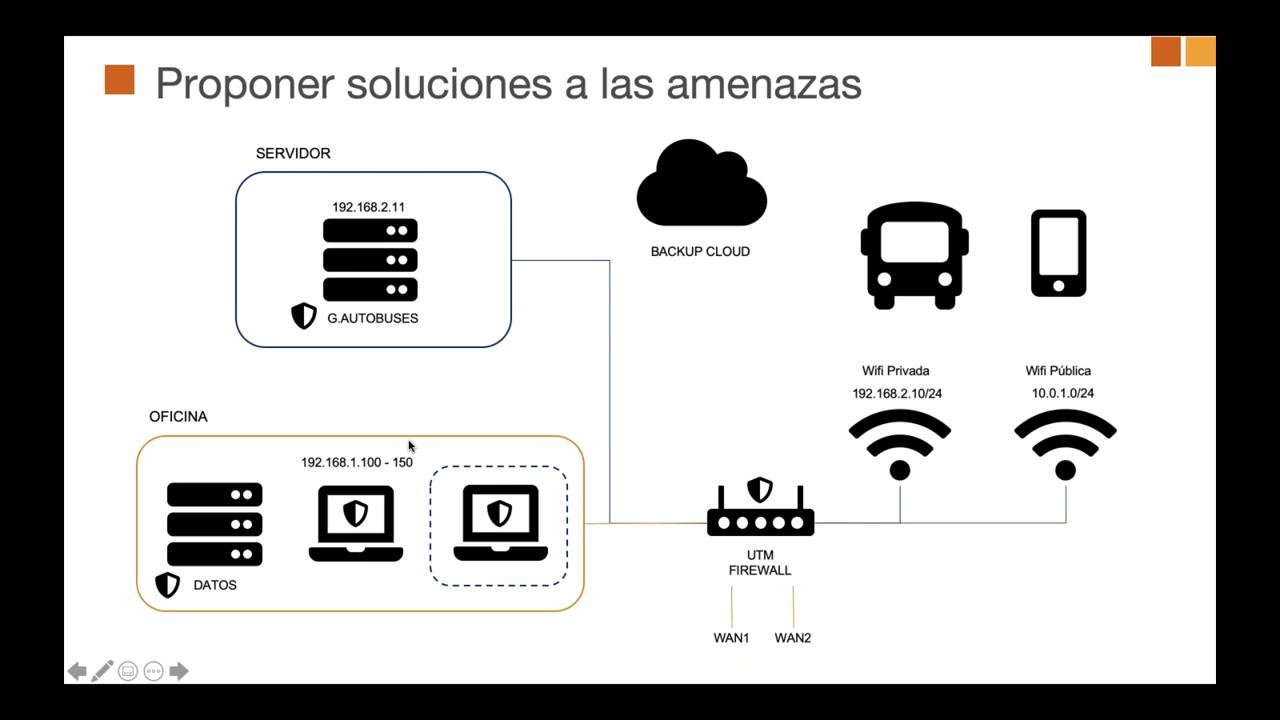 Proponer soluciones a las amenazas
SERVIDOR
192.168.2.11
G.AUTOBUSES
BACKUP CLOUD
Wifi Privada
192.168.2.10/24
Wifi Pública
10.0.1.0/24
OFICINA
192.168.1.100 - 150
DATOS
UTM
FIREWALL
WAN1
WAN2